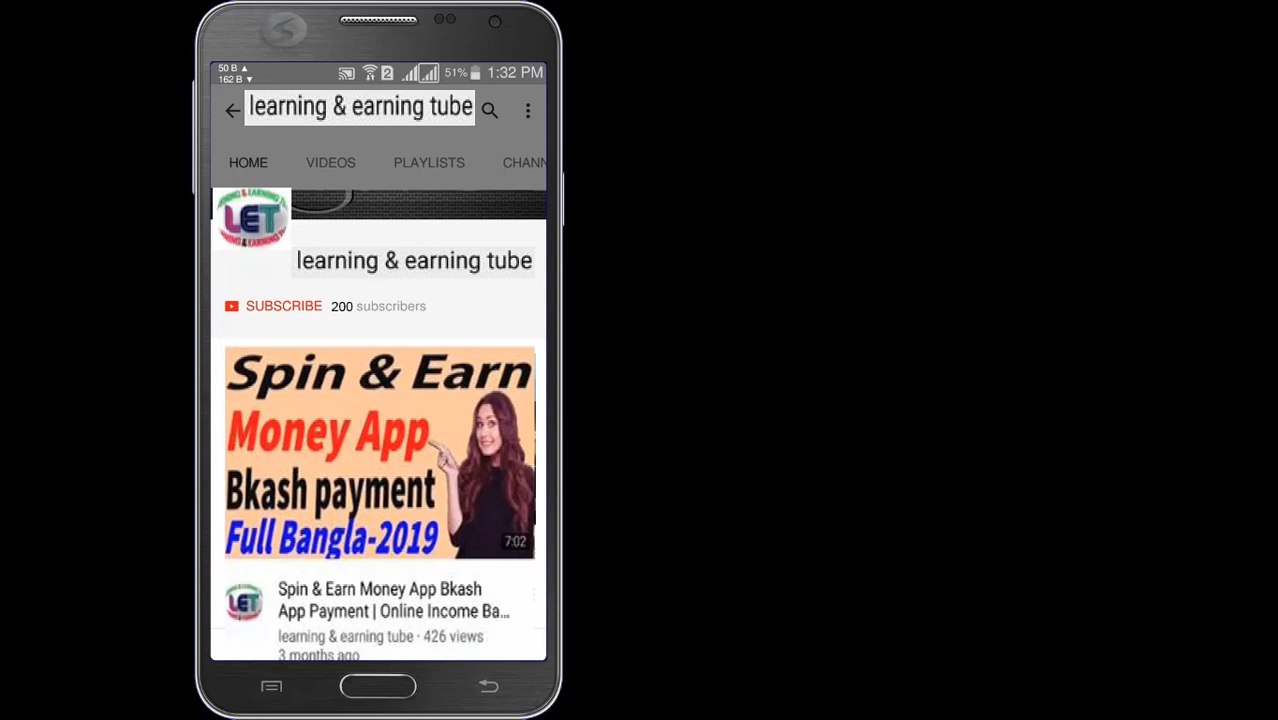 50 B
162 B
2
51%
1:32 PM
learning & earning tube
HOME VIDEOS PLAYLISTS CHANN
LET
learning & earning tube
SUBSCRIBE 200 subscribers
Spin & Earn
Money App
Bkash payment
Full Bangla-2019
7:02
LET
Spin & Earn Money App Bkash
App Payment | Online Income Ba...
learning & earning tube · 426 views
3 months ago